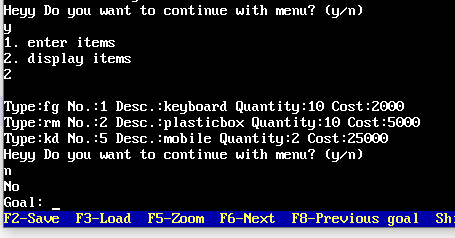 Heyy Do you want to continue with menu? (y/n)
y
1. enter items
2. display items
2
Type:fg No.:1 Desc.:keyboard Quantity:10 Cost:2000
Type:rm No.:2 Desc.:plasticbox Quantity:10 Cost:5000
Type:kd No.:5 Desc.:mobile Quantity:2 Cost:25000
Heyy Do you want to continue with menu? (y/n)
n
No
Goal: _
F2-Save F3-Load F5-Zoom F6-Next F8-Previous goal Sh